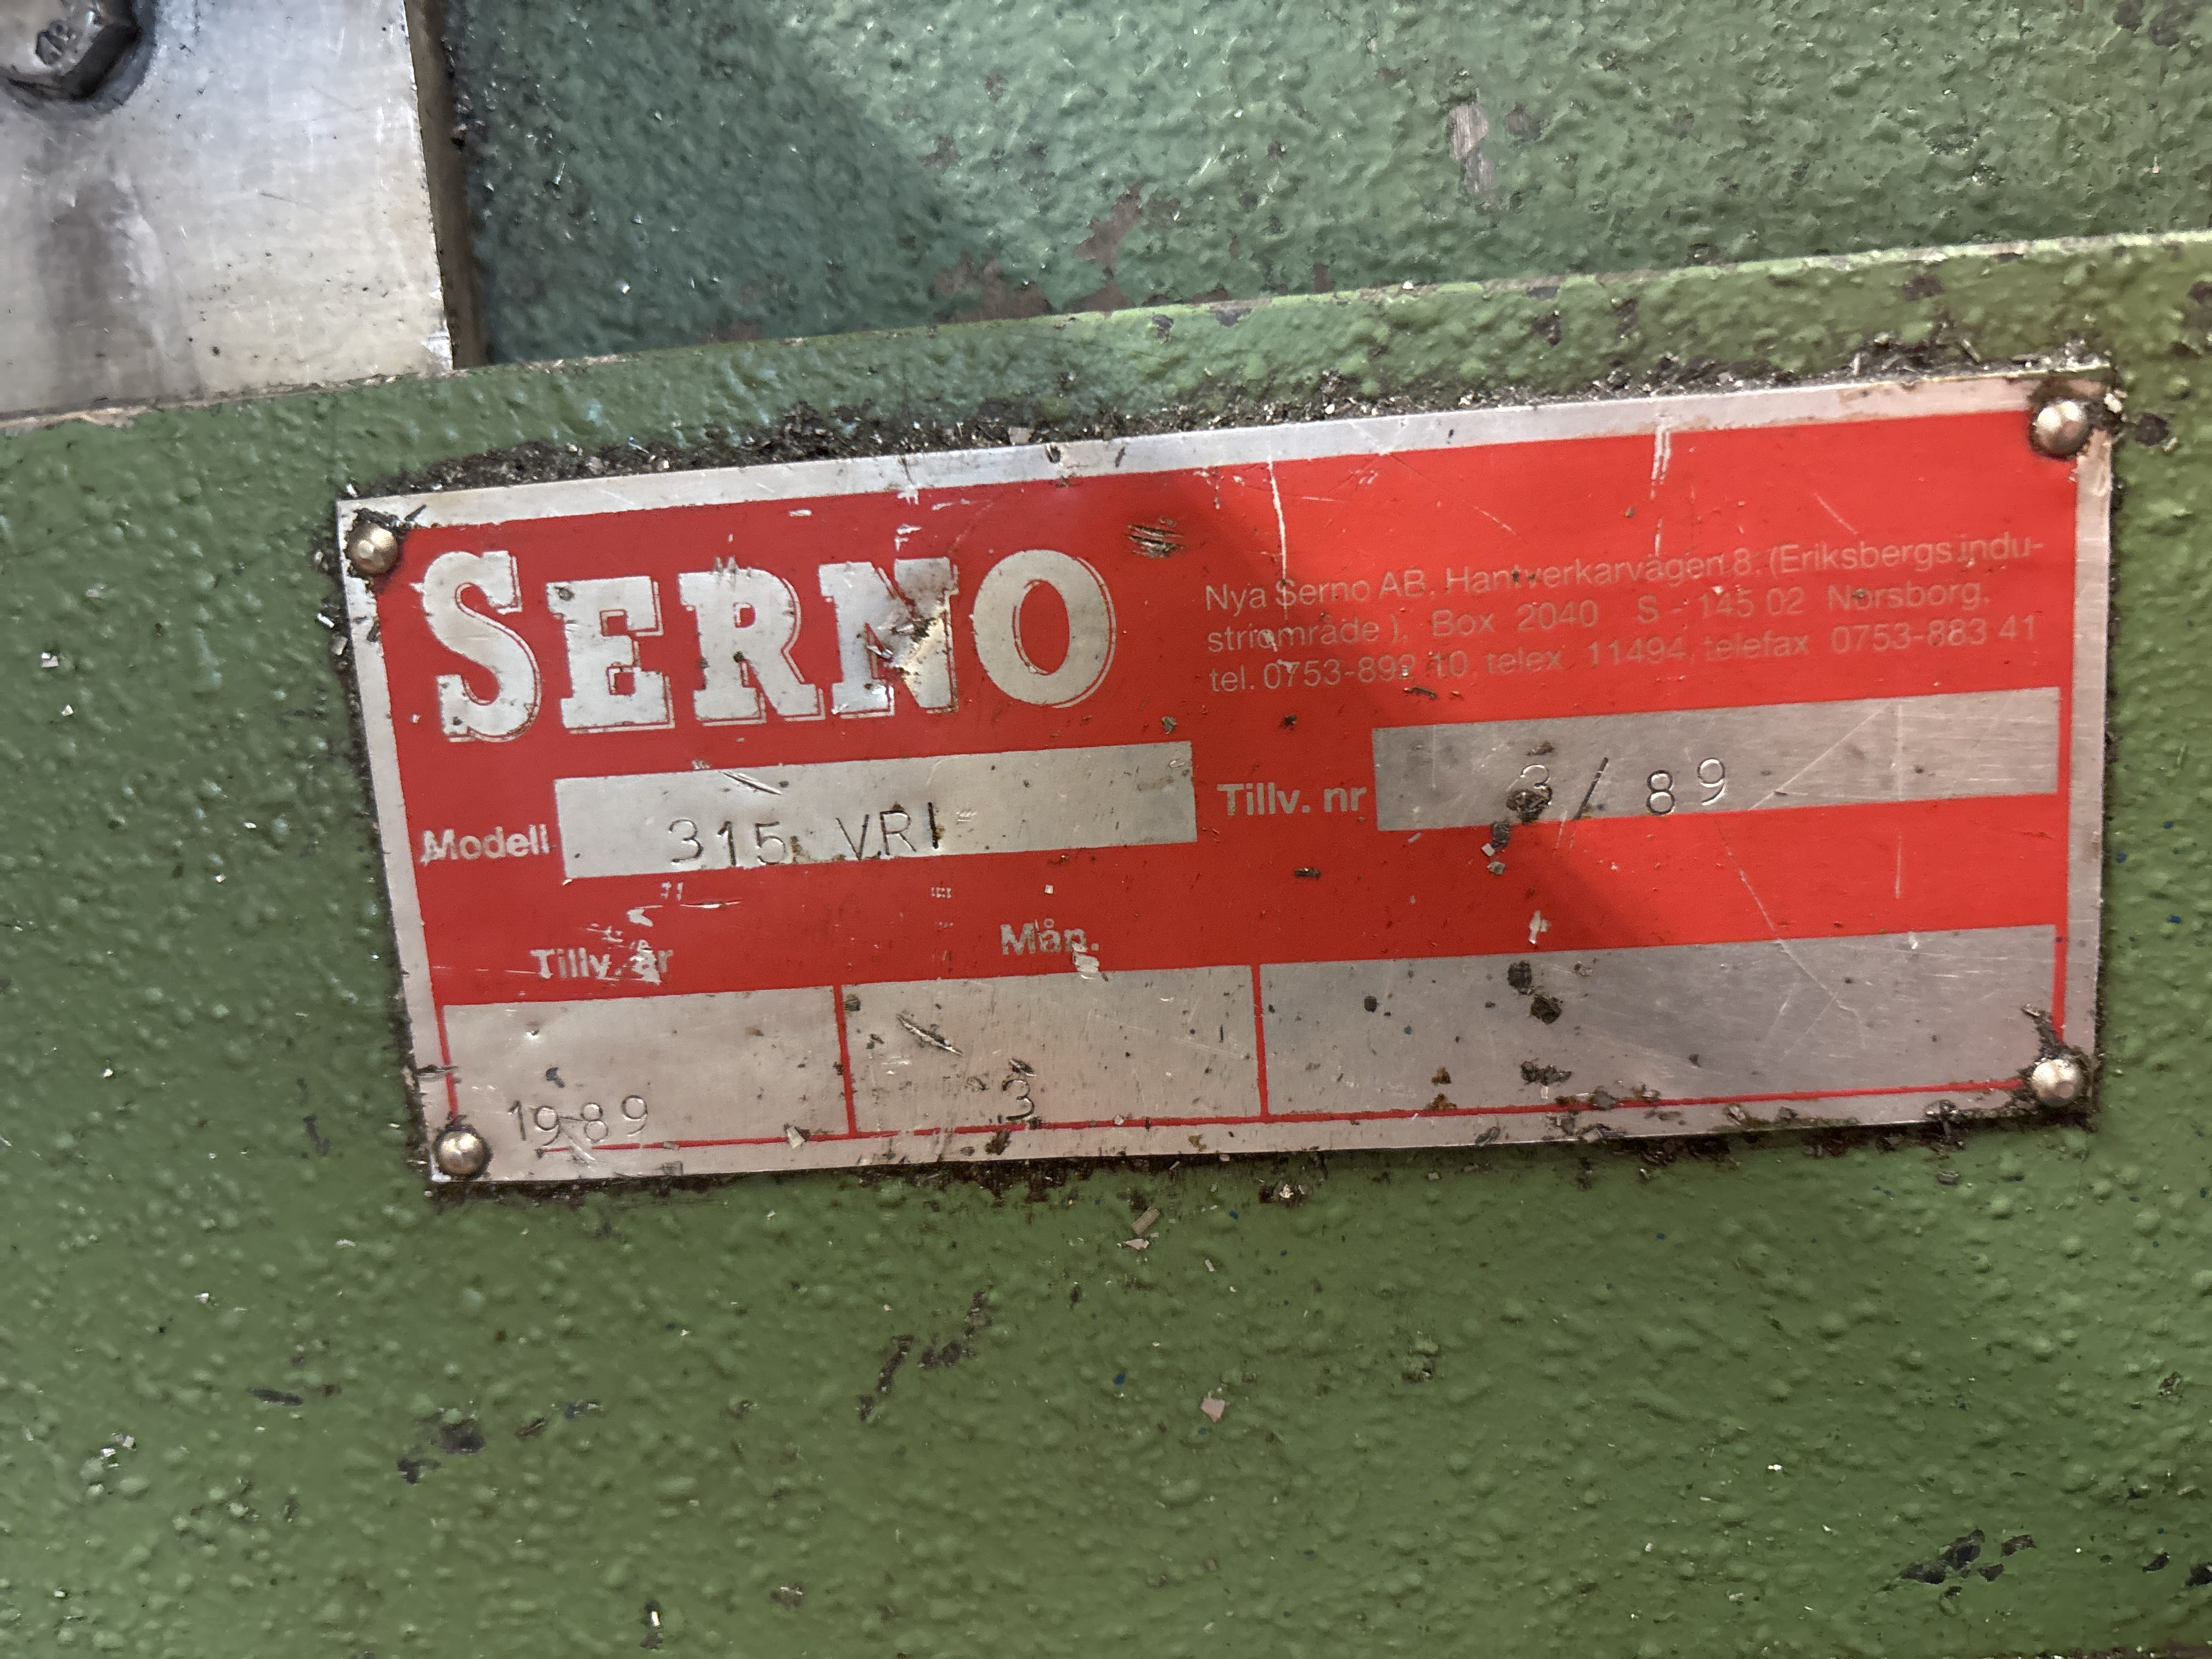 SERNO
Nya Serno AB. Hantverkarvägen 8. (Eriksbergs indu-
striområde ), Box 2040 S - 145 02 Norsborg.
tel. 0753-892 10, telex 11494, telefax 0753-883 41
Modell 315 VRI
Tillv. nr 3 / 89
Tillv. år Mån.
1989 3